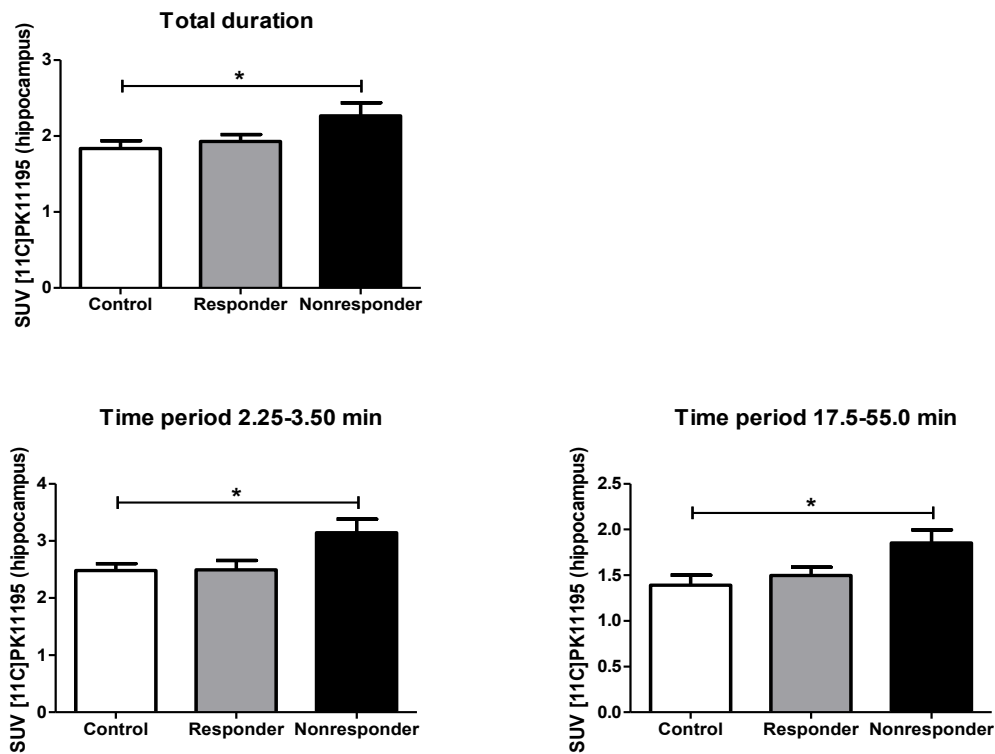 Total duration
SUV [11C]PK11195 (hippocampus)
3
2
1
0
*
Control Responder Nonresponder
Time period 2.25-3.50 min
SUV [11C]PK11195 (hippocampus)
4
3
2
1
0
*
Control Responder Nonresponder
Time period 17.5-55.0 min
SUV [11C]PK11195 (hippocampus)
2.5
2.0
1.5
1.0
0.5
0.0
*
Control Responder Nonresponder